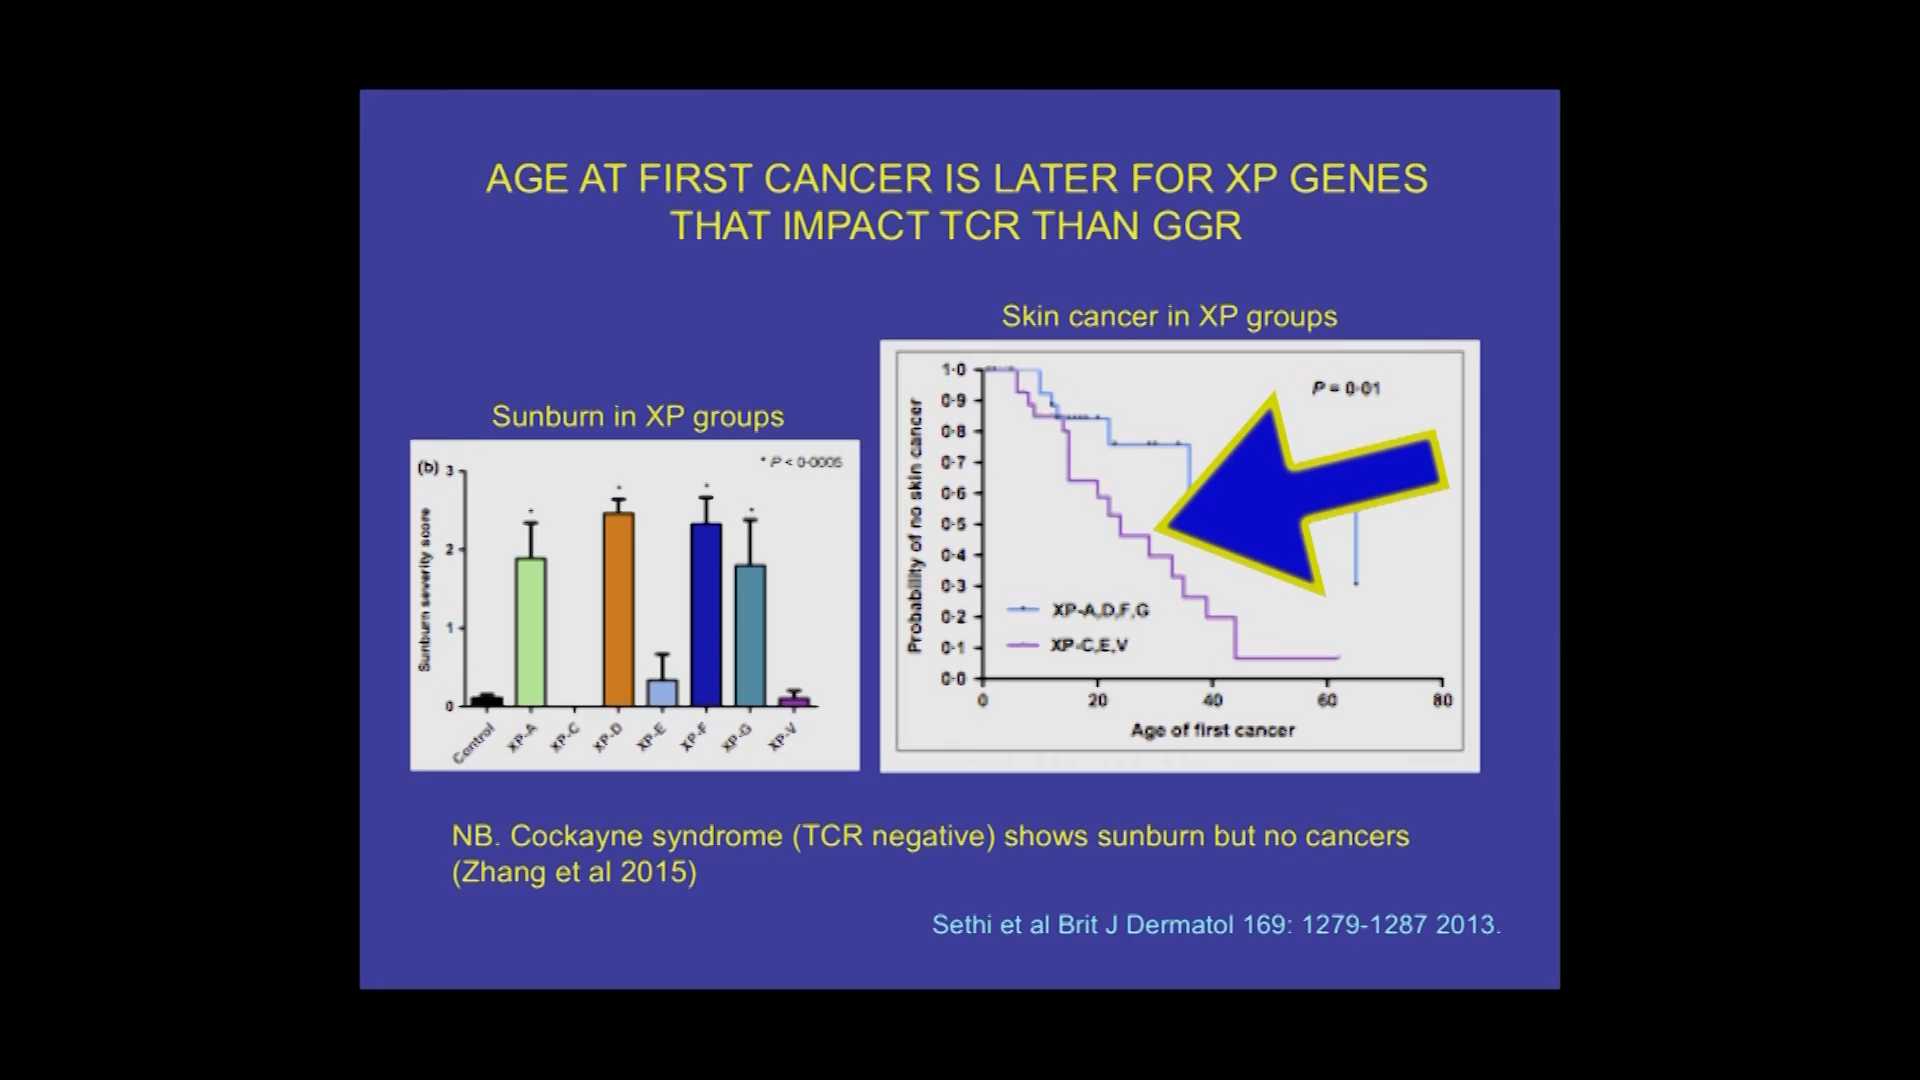 AGE AT FIRST CANCER IS LATER FOR XP GENES
THAT IMPACT TCR THAN GGR
Skin cancer in XP groups
Sunburn in XP groups
(b)
* P < 0·0005
Sunburn severity score
3
2
1
0
Control
XP-A
XP-C
XP-D
XP-E
XP-F
XP-G
XP-V
P = 0·01
Probability of no skin cancer
1·0
0·9
0·8
0·7
0·6
0·5
0·4
0·3
0·2
0·1
0·0
XP-A,D,F,G
XP-C,E,V
0 20 40 60 80
Age of first cancer
NB. Cockayne syndrome (TCR negative) shows sunburn but no cancers
(Zhang et al 2015)
Sethi et al Brit J Dermatol 169: 1279-1287 2013.